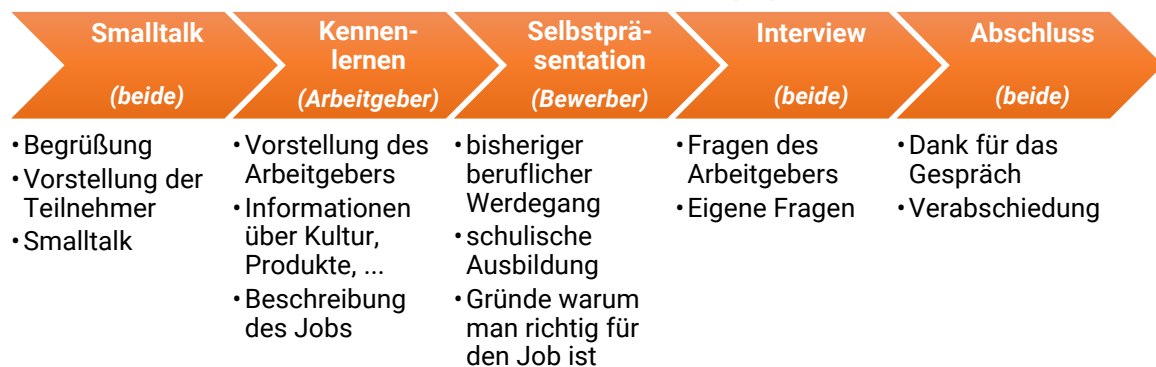 Smalltalk
(beide)
Kennen-
lernen
(Arbeitgeber)
Selbstprä-
sentation
(Bewerber)
Interview
(beide)
Abschluss
(beide)
• Begrüßung
• Vorstellung der
Teilnehmer
• Smalltalk
• Vorstellung des
Arbeitgebers
• Informationen
über Kultur,
Produkte, ...
• Beschreibung
des Jobs
• bisheriger
beruflicher
Werdegang
• schulische
Ausbildung
• Gründe warum
man richtig für
den Job ist
• Fragen des
Arbeitgebers
• Eigene Fragen
• Dank für das
Gespräch
• Verabschiedung